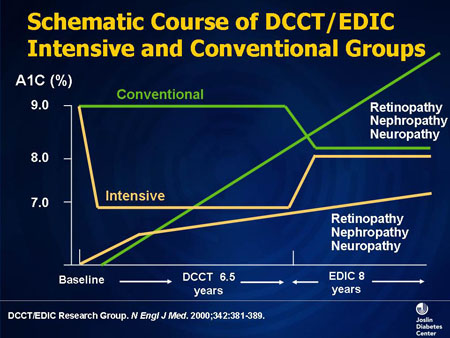 Schematic Course of DCCT/EDIC
Intensive and Conventional Groups
A1C (%)
Conventional
9.0
Retinopathy
Nephropathy
Neuropathy
8.0
Intensive
7.0
Retinopathy
Nephropathy
Neuropathy
Baseline
DCCT 6.5
years
EDIC 8
years
DCCT/EDIC Research Group. N Engl J Med. 2000;342:381-389.
Joslin
Diabetes
Center